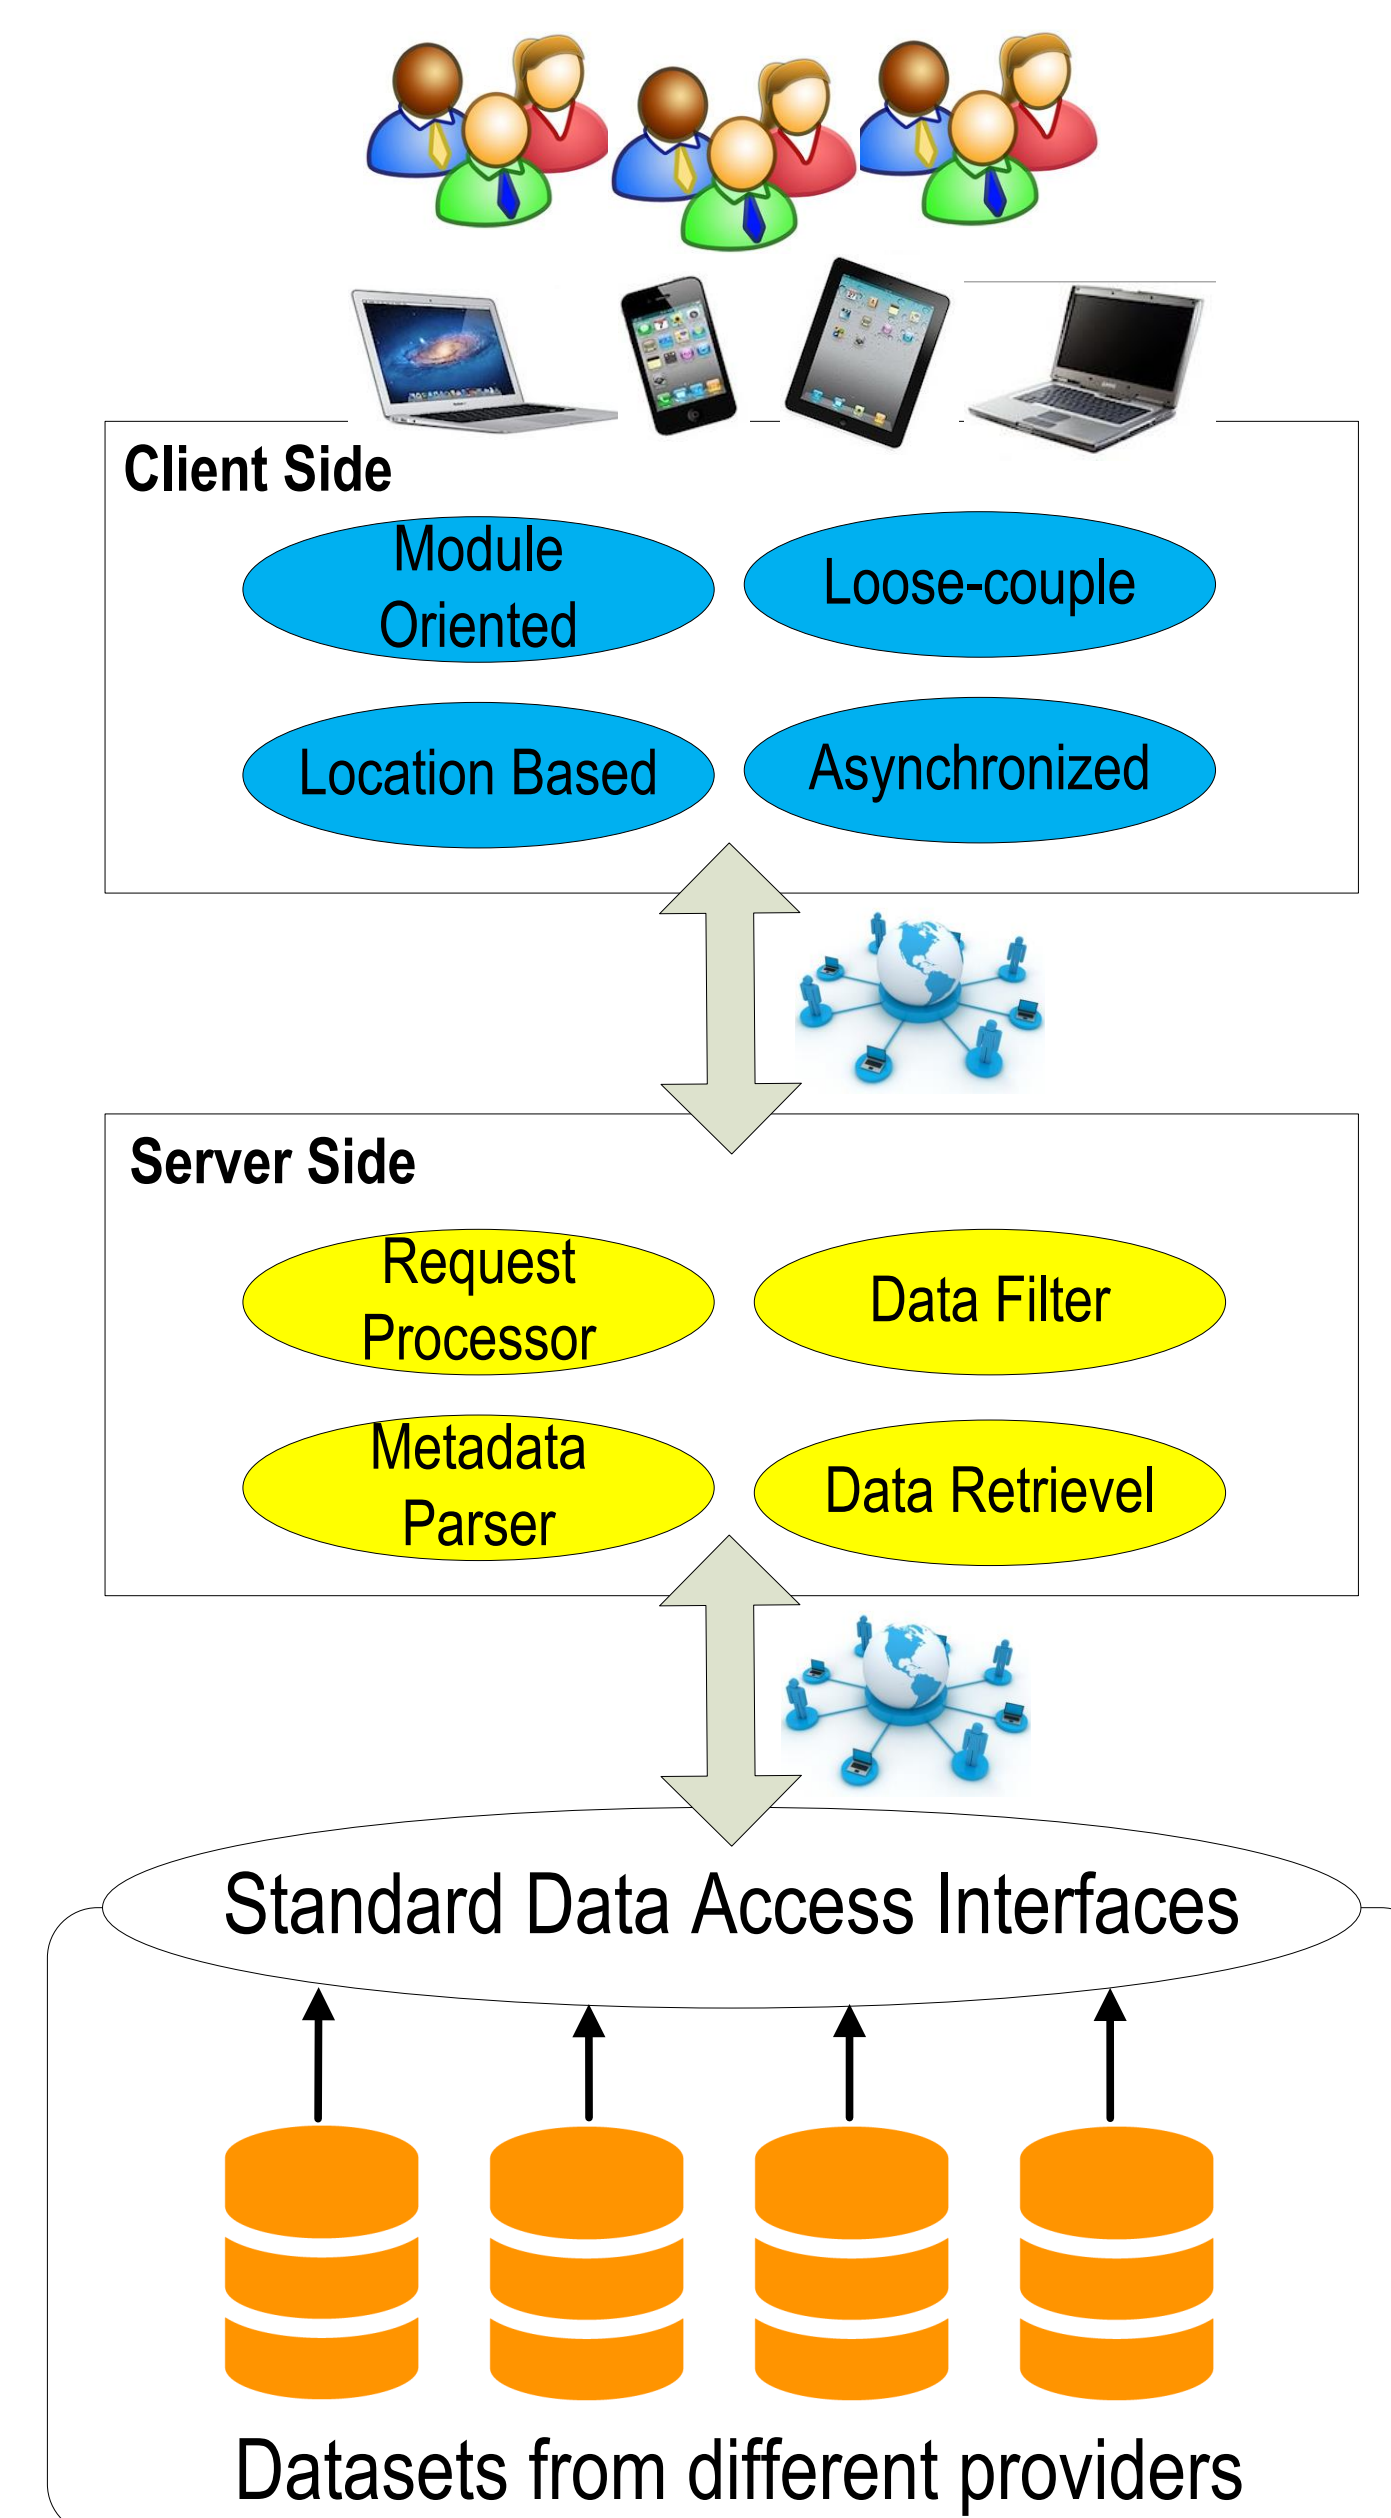 Client Side
Module
Oriented
Loose-couple
Location Based
Asynchronized
Server Side
Request
Processor
Data Filter
Metadata
Parser
Data Retrievel
Standard Data Access Interfaces
Datasets from different providers